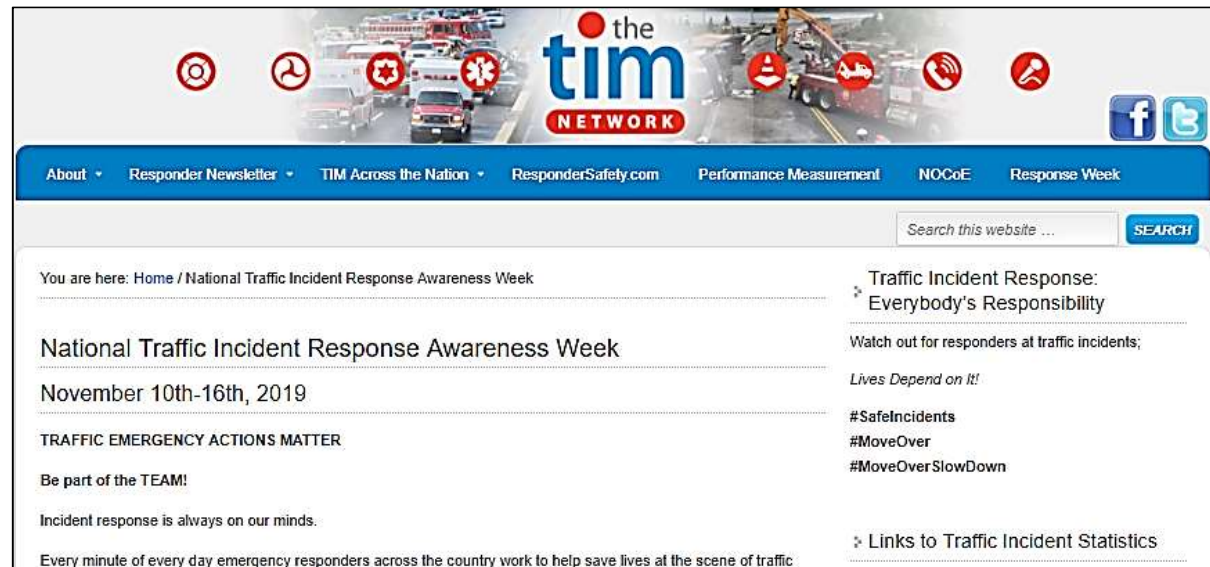 the
tim
NETWORK
About
Responder Newsletter
TIM Across the Nation
ResponderSafety.com
Performance Measurement
NOCoE
Response Week
Search this website ...
SEARCH
You are here: Home / National Traffic Incident Response Awareness Week
National Traffic Incident Response Awareness Week
November 10th-16th, 2019
TRAFFIC EMERGENCY ACTIONS MATTER
Be part of the TEAM!
Incident response is always on our minds.
Every minute of every day emergency responders across the country work to help save lives at the scene of traffic
Traffic Incident Response:
Everybody's Responsibility
Watch out for responders at traffic incidents;
Lives Depend on It!
#SafeIncidents
#MoveOver
#MoveOverSlowDown
Links to Traffic Incident Statistics